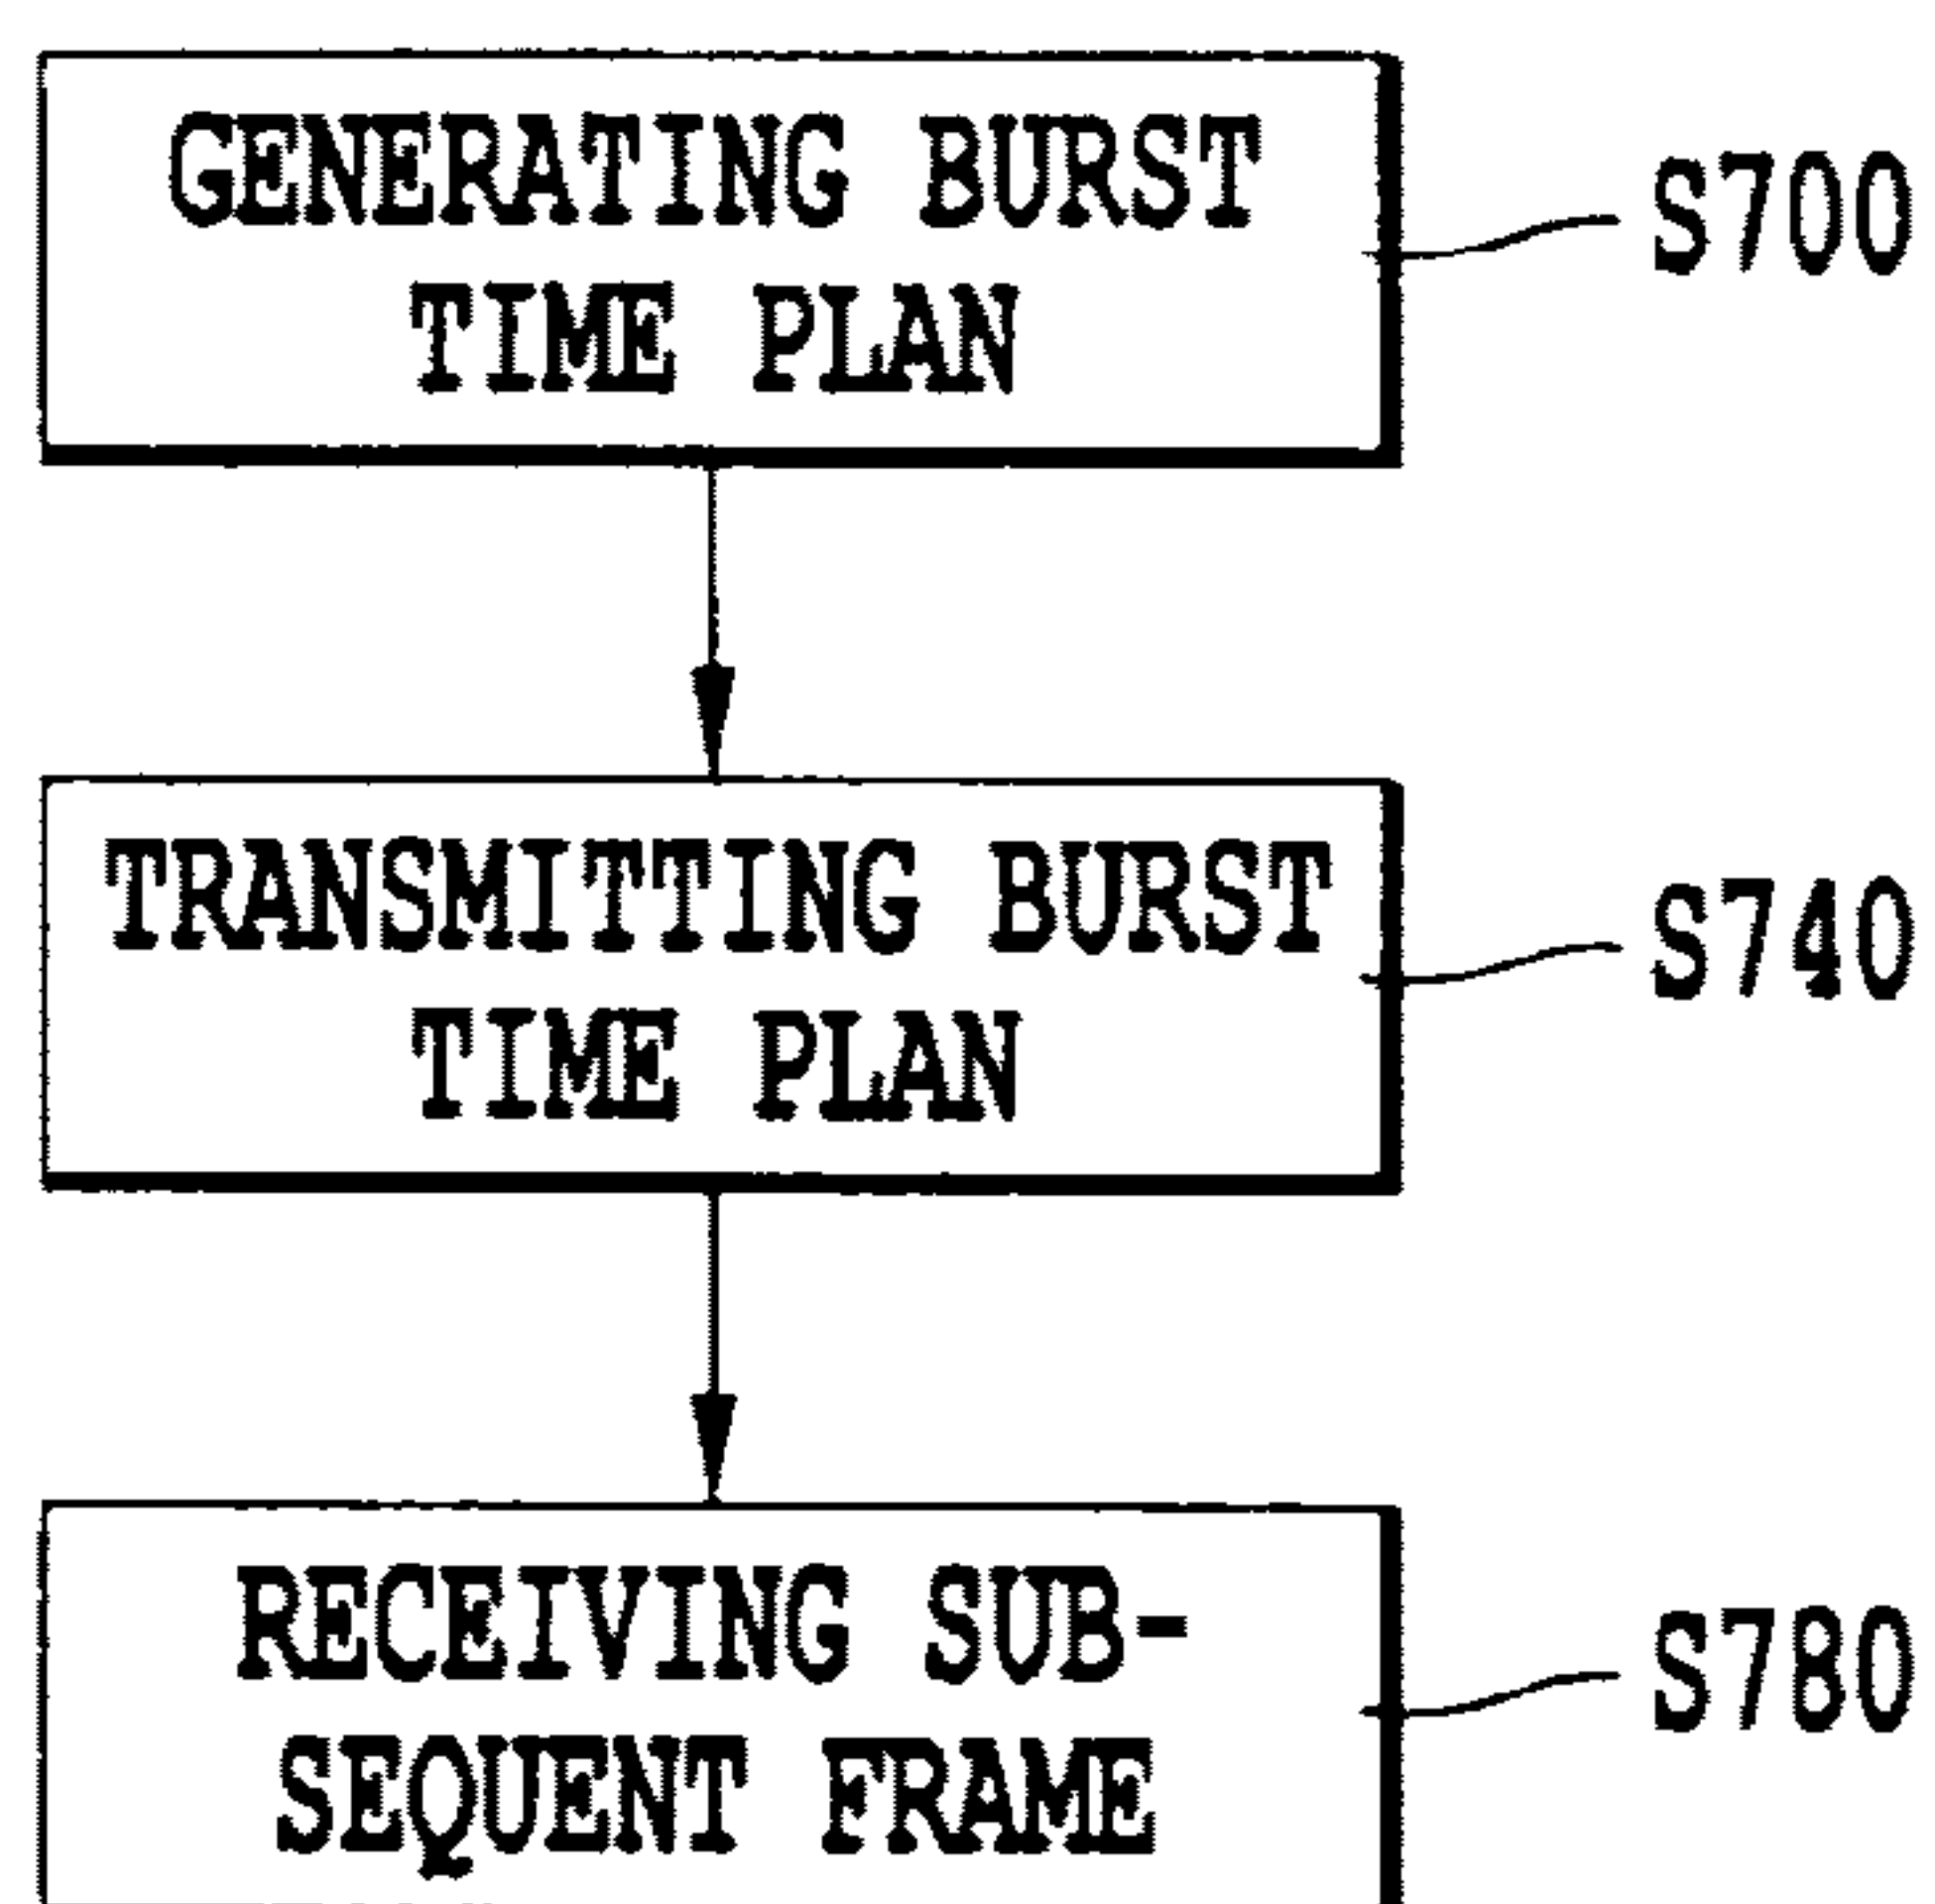 GENERATING BURST
TIME PLAN
S700
TRANSMITTING BURST
TIME PLAN
S740
RECEIVING SUB-
SEQUENT FRAME
S780